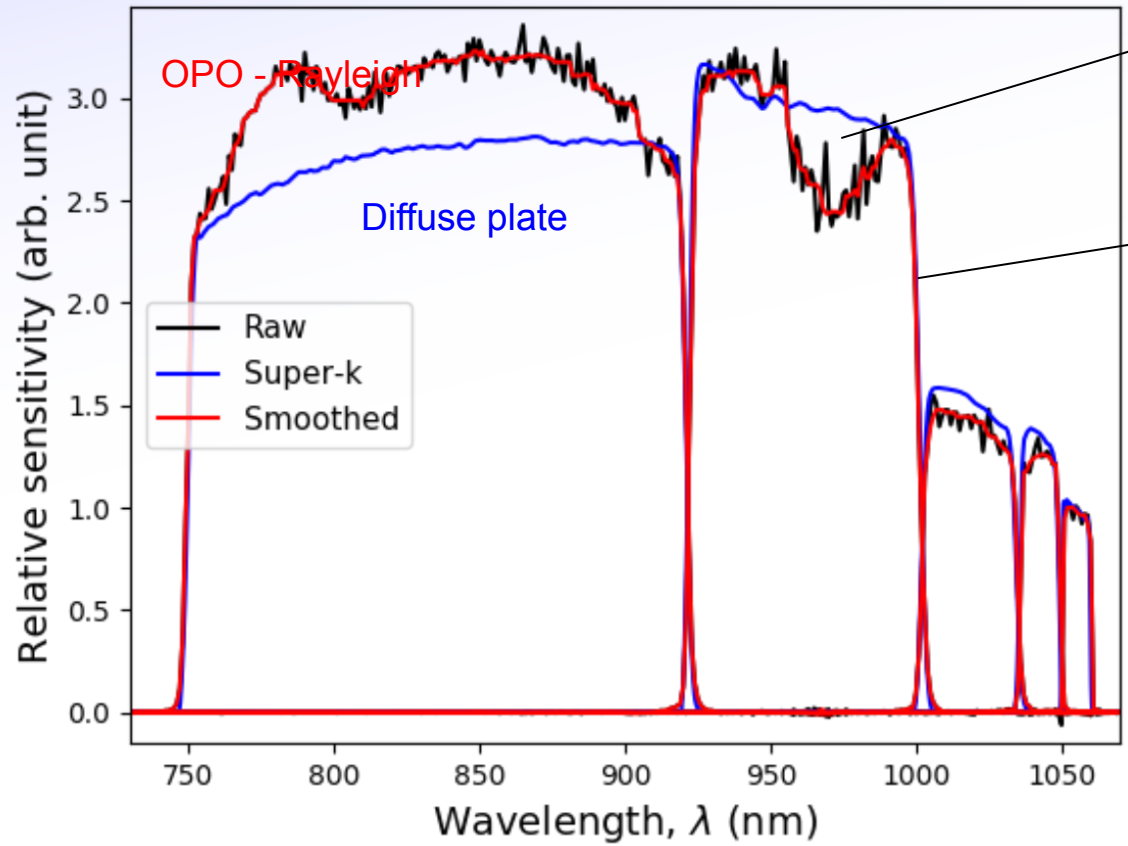 OPO - Rayleigh
Diffuse plate
Raw
Super-k
Smoothed
Relative sensitivity (arb. unit)
3.0
2.5
2.0
1.5
1.0
0.5
0.0
750 800 850 900 950 1000 1050
Wavelength, λ (nm)